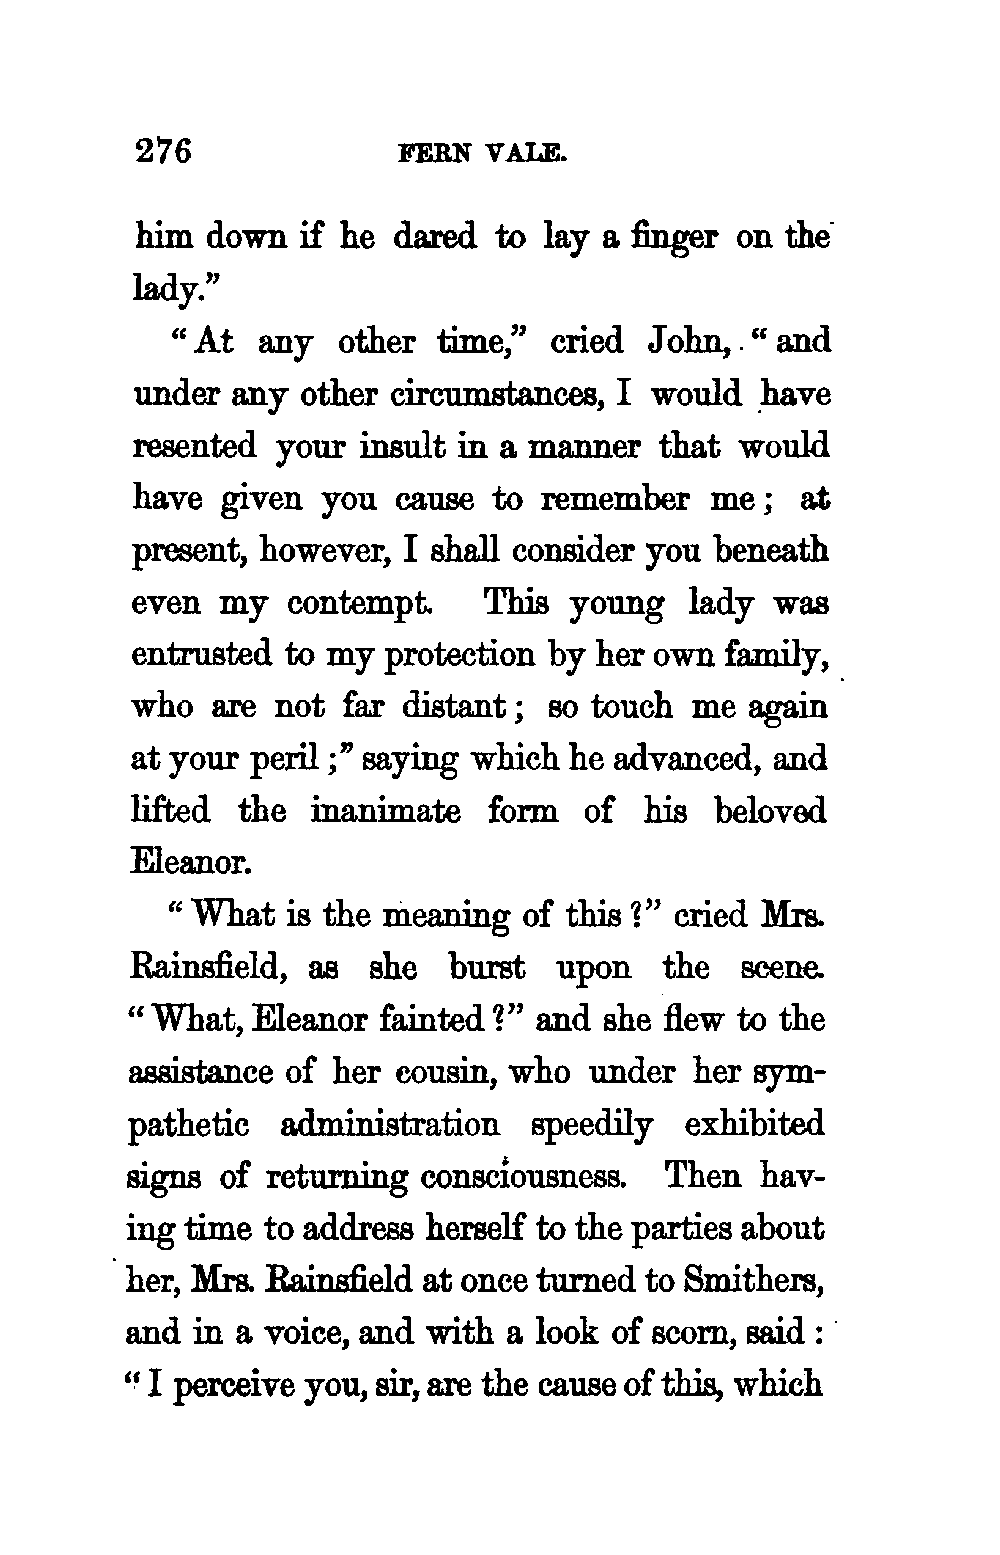 276 FERN VALE.
him down if he dared to lay a finger on the
lady.”
“At any other time,” cried John, “and
under any other circumstances, I would have
resented your insult in a manner that would
have given you cause to remember me; at
present, however, I shall consider you beneath
even my contempt. This young lady was
entrusted to my protection by her own family,
who are not far distant; so touch me again
at your peril;” saying which he advanced, and
lifted the inanimate form of his beloved
Eleanor.
“What is the meaning of this?” cried Mrs.
Rainsfield, as she burst upon the scene.
“What, Eleanor fainted?” and she flew to the
assistance of her cousin, who under her sym-
pathetic administration speedily exhibited
signs of returning consciousness. Then hav-
ing time to address herself to the parties about
her, Mrs. Rainsfield at once turned to Smithers,
and in a voice, and with a look of scorn, said:
“I perceive you, sir, are the cause of this, which